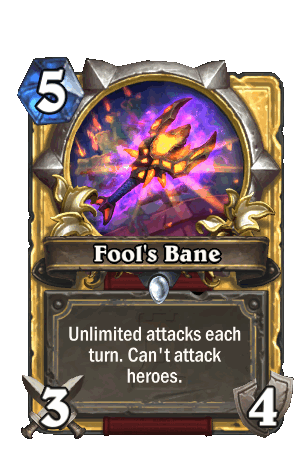 5
Fool's Bane
Unlimited attacks each
turn. Can't attack
heroes.
3
4